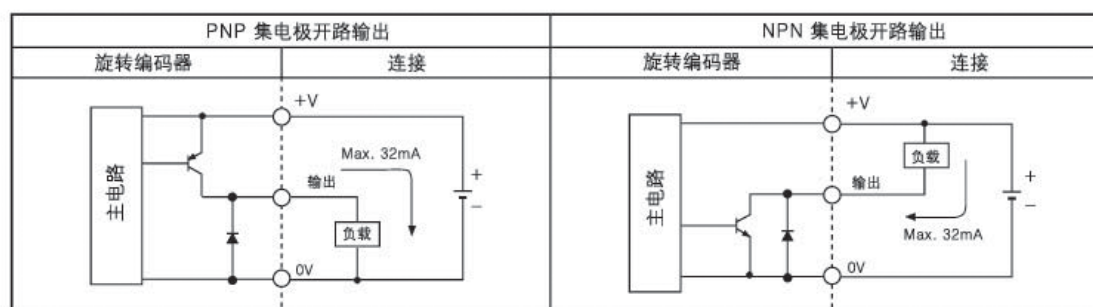 PNP 集电极开路输出
NPN 集电极开路输出
旋转编码器
连接
旋转编码器
连接
主电路
+V
Max. 32mA
输出
负载
0V
+
−
主电路
+V
负载
输出
Max. 32mA
0V
+
−